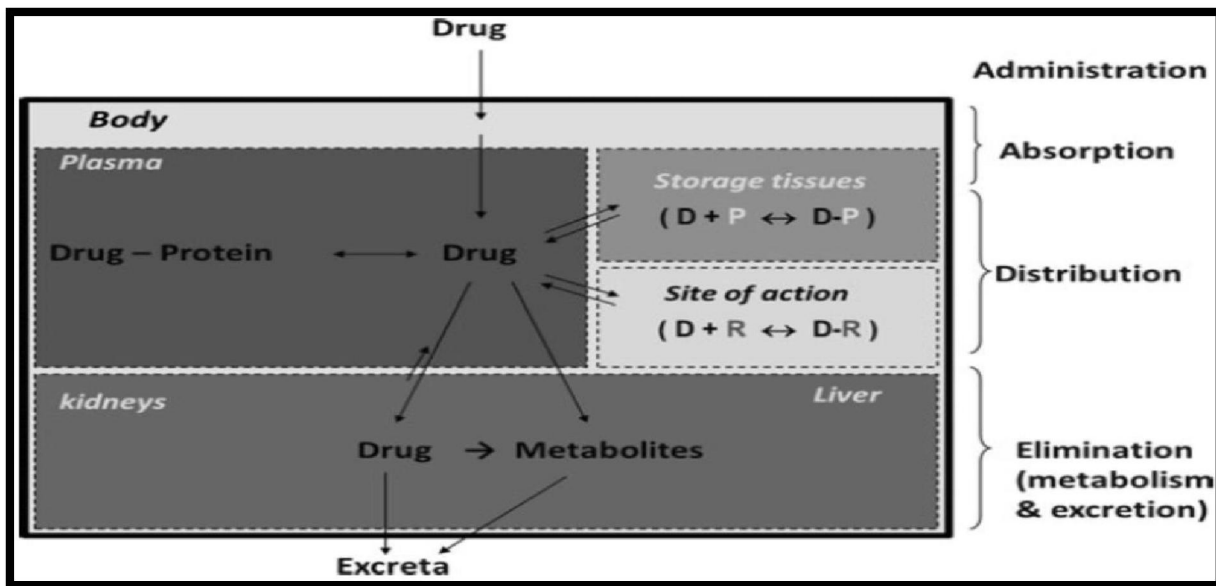 Drug
Administration
Body
Absorption
Plasma
Storage tissues
( D + P ↔ D-P )
Drug – Protein
Drug
Distribution
Site of action
( D + R ↔ D-R )
kidneys
Liver
Drug → Metabolites
Elimination
(metabolism
& excretion)
Excreta